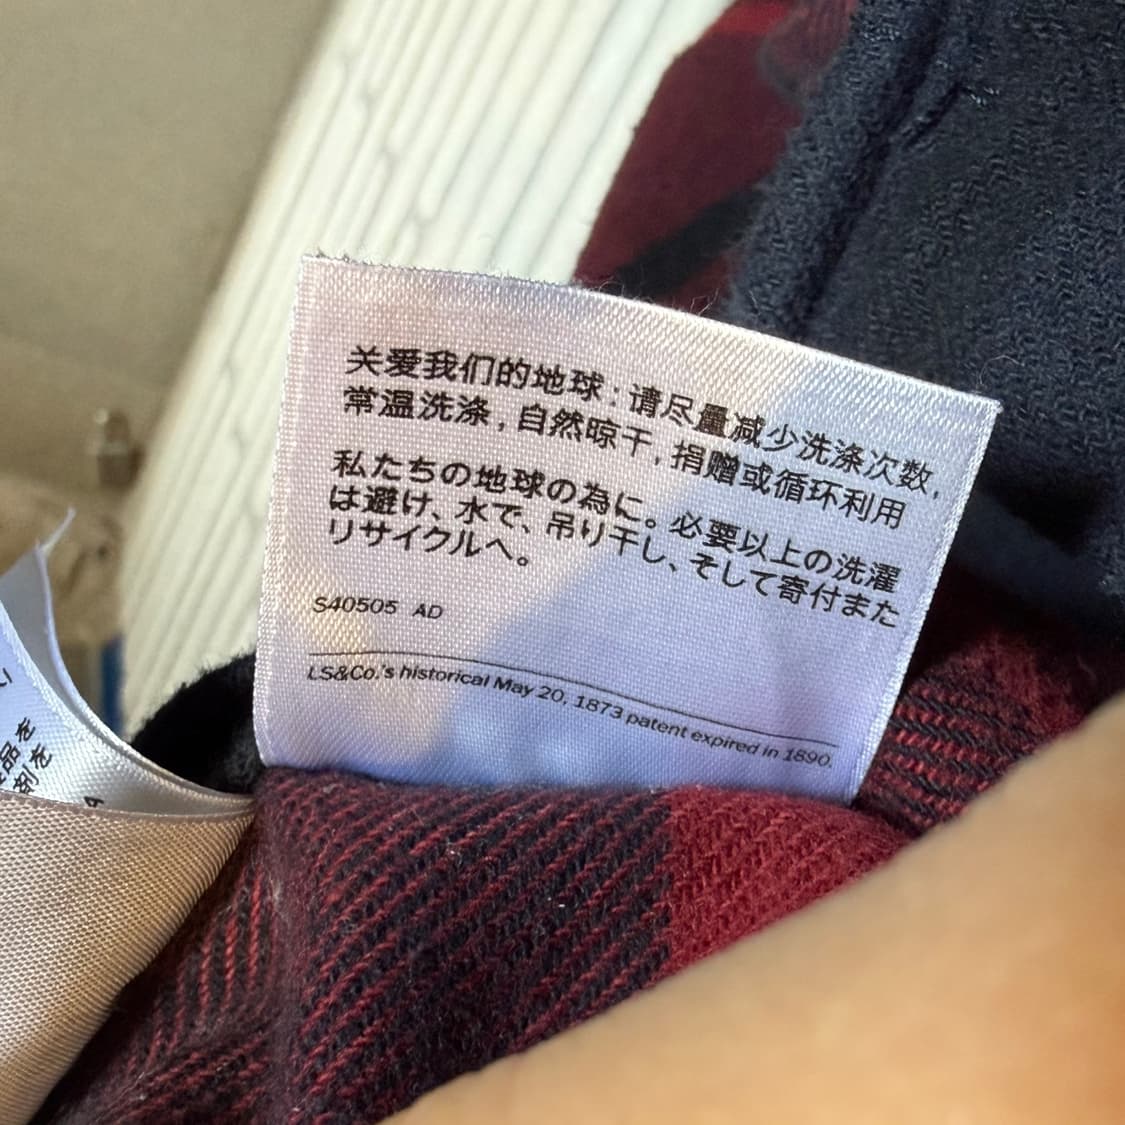 关爱我们的地球：请尽量减少洗涤次数，
常温洗涤，自然晾干，捐赠或循环利用
私たちの地球の為に。必要以上の洗濯
は避け、水で、吊り干し、そして寄付また
リサイクルへ。
S40505 AD
LS&Co.'s historical May 20, 1873 patent expired in 1890.
品を
剤を